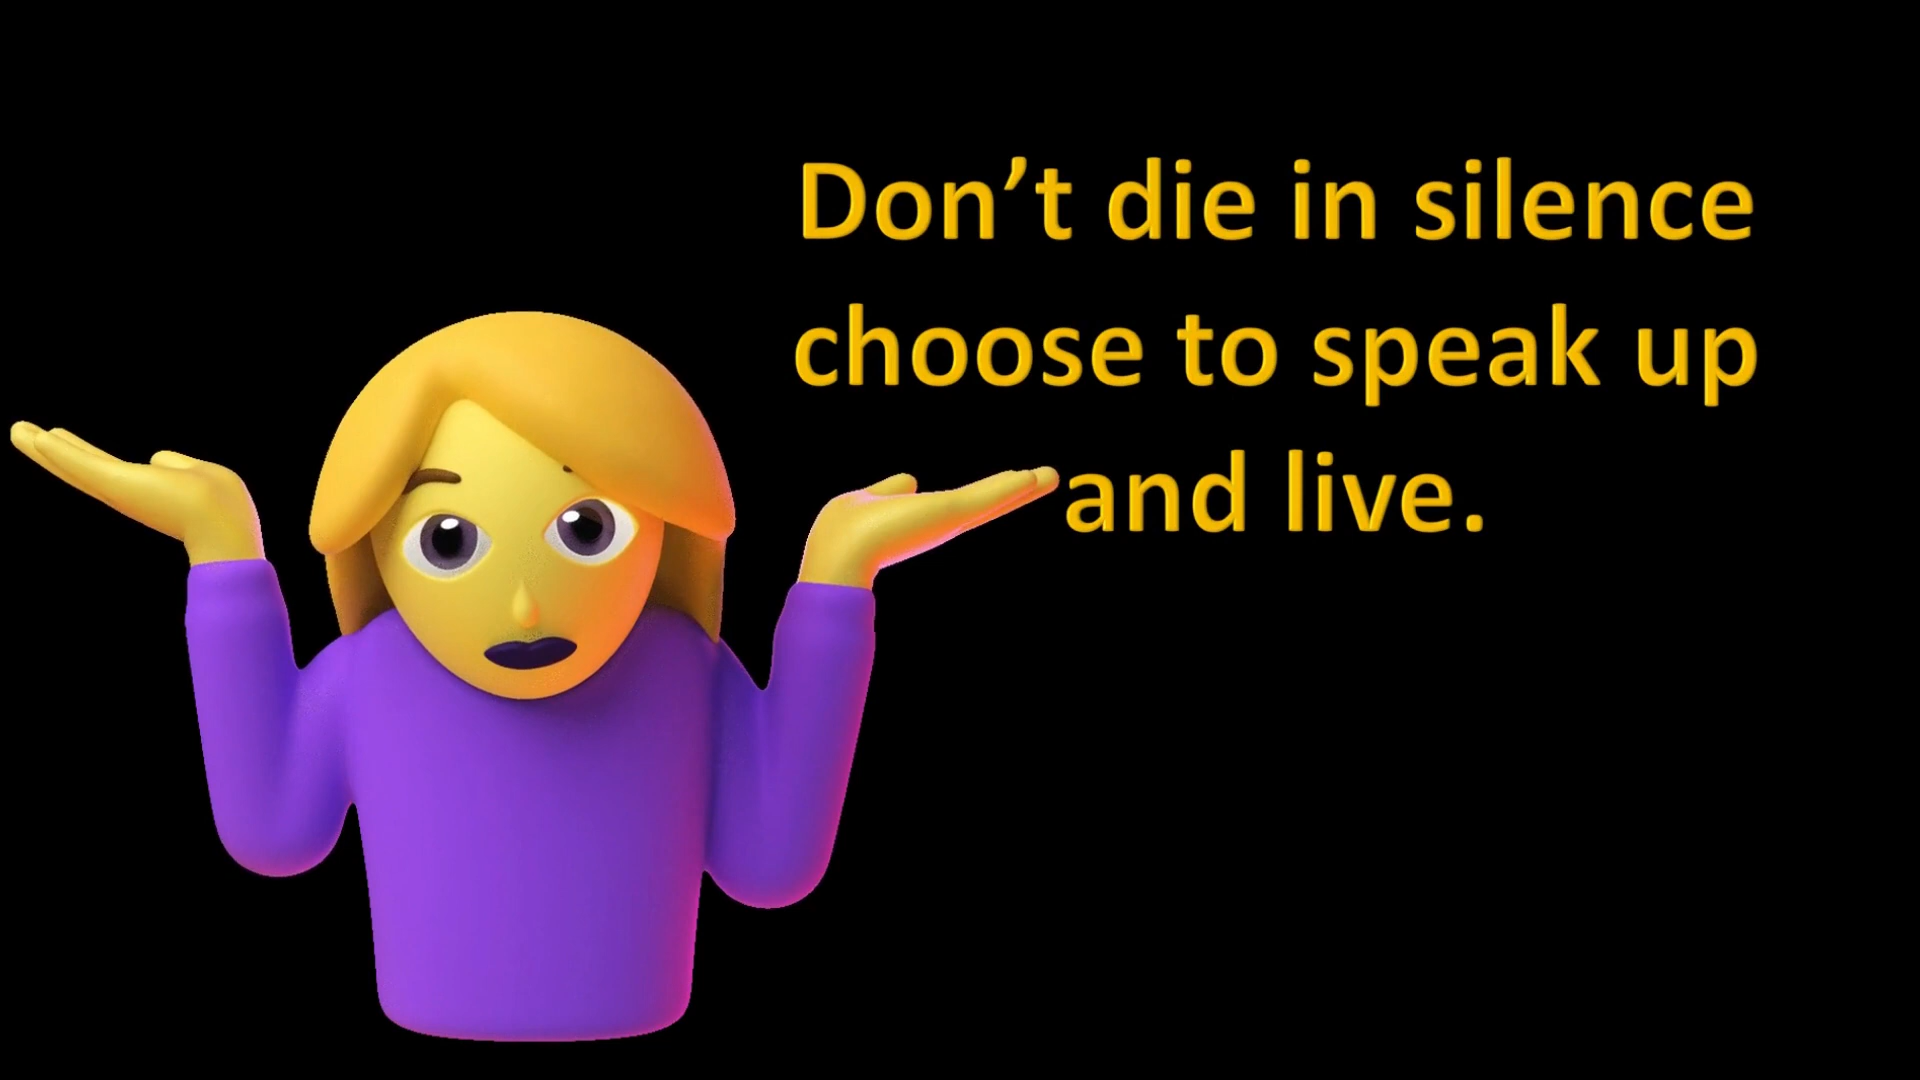 Don’t die in silence
choose to speak up
and live.